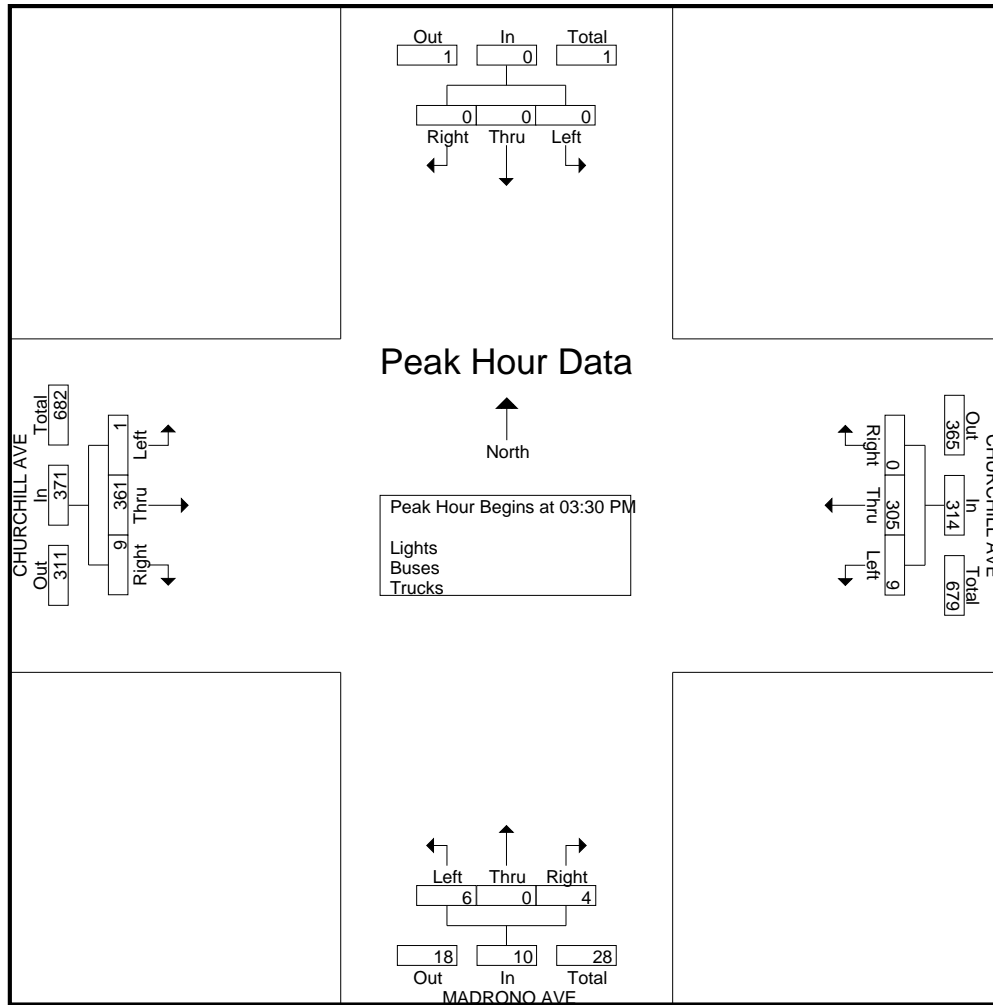 Out In Total
1 0 1
0 0 0
Right Thru Left
Peak Hour Data
North
Peak Hour Begins at 03:30 PM
Lights
Buses
Trucks
CHURCHILL AVE
Out In Total
311 371 682
9 361 1
Right Thru Left
CHURCHILL AVE
Out In Total
365 314 679
0 305 9
Right Thru Left
Left Thru Right
6 0 4
18 10 28
Out In Total
MADRONO AVE